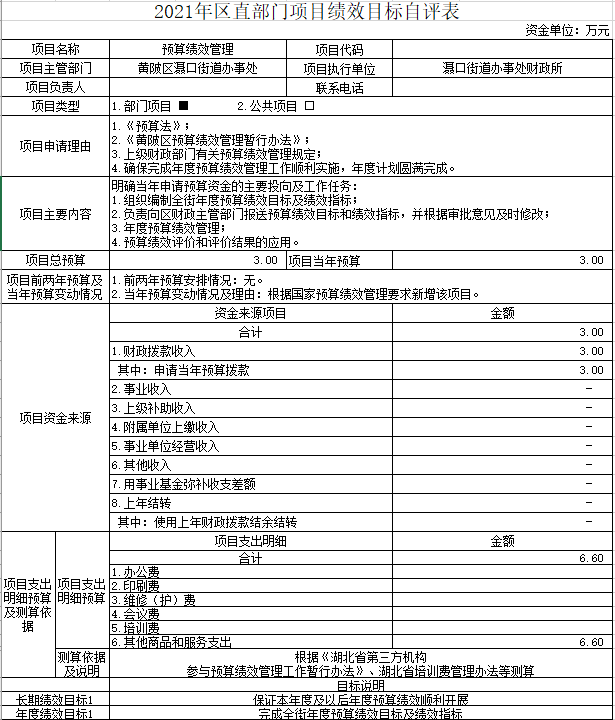 2021年区直部门项目绩效目标自评表
资金单位：万元
项目名称 预算绩效管理 项目代码
项目主管部门 黄陂区滠口街道办事处 项目执行单位 滠口街道办事处财政所
项目负责人 联系电话
项目类型 1.部门项目 ■ 2.公共项目 □
项目申请理由
1.《预算法》；
2.《黄陂区预算绩效管理暂行办法》；
3.上级财政部门有关预算绩效管理规定；
4.确保完成年度预算绩效管理工作顺利实施，年度计划圆满完成。
项目主要内容
明确当年申请预算资金的主要投向及工作任务：
1.组织编制全街年度预算绩效目标及绩效指标；
2.负责向区财政主管部门报送预算绩效目标和绩效指标，并根据审批意见及时修改；
3.年度预算绩效管理；
4.预算绩效评价和评价结果的应用。
项目总预算 3.00 项目当年预算 3.00
项目前两年预算及
当年预算变动情况
1.前两年预算安排情况：无。
2.当年预算变动情况及理由：根据国家预算绩效管理要求新增该项目。
项目资金来源
资金来源项目 金额
合计 3.00
1.财政拨款收入 3.00
其中：申请当年预算拨款 3.00
2.事业收入 -
3.上级补助收入 -
4.附属单位上缴收入 -
5.事业单位经营收入 -
6.其他收入 -
7.用事业基金弥补收支差额 -
8.上年结转 -
其中：使用上年财政拨款结余结转 -
项目支出
明细预算
及测算依
据
项目支出
明细预算
项目支出明细 金额
合计 6.60
1.办公费
2.印刷费
3.维修（护）费
4.会议费
5.培训费
6.其他商品和服务支出 6.60
测算依据
及说明
根据《湖北省第三方机构
参与预算绩效管理工作暂行办法》、湖北省培训费管理办法等测算
目标说明
长期绩效目标1 保证本年度及以后年度预算绩效顺利开展
年度绩效目标1 完成全街年度预算绩效目标及绩效指标